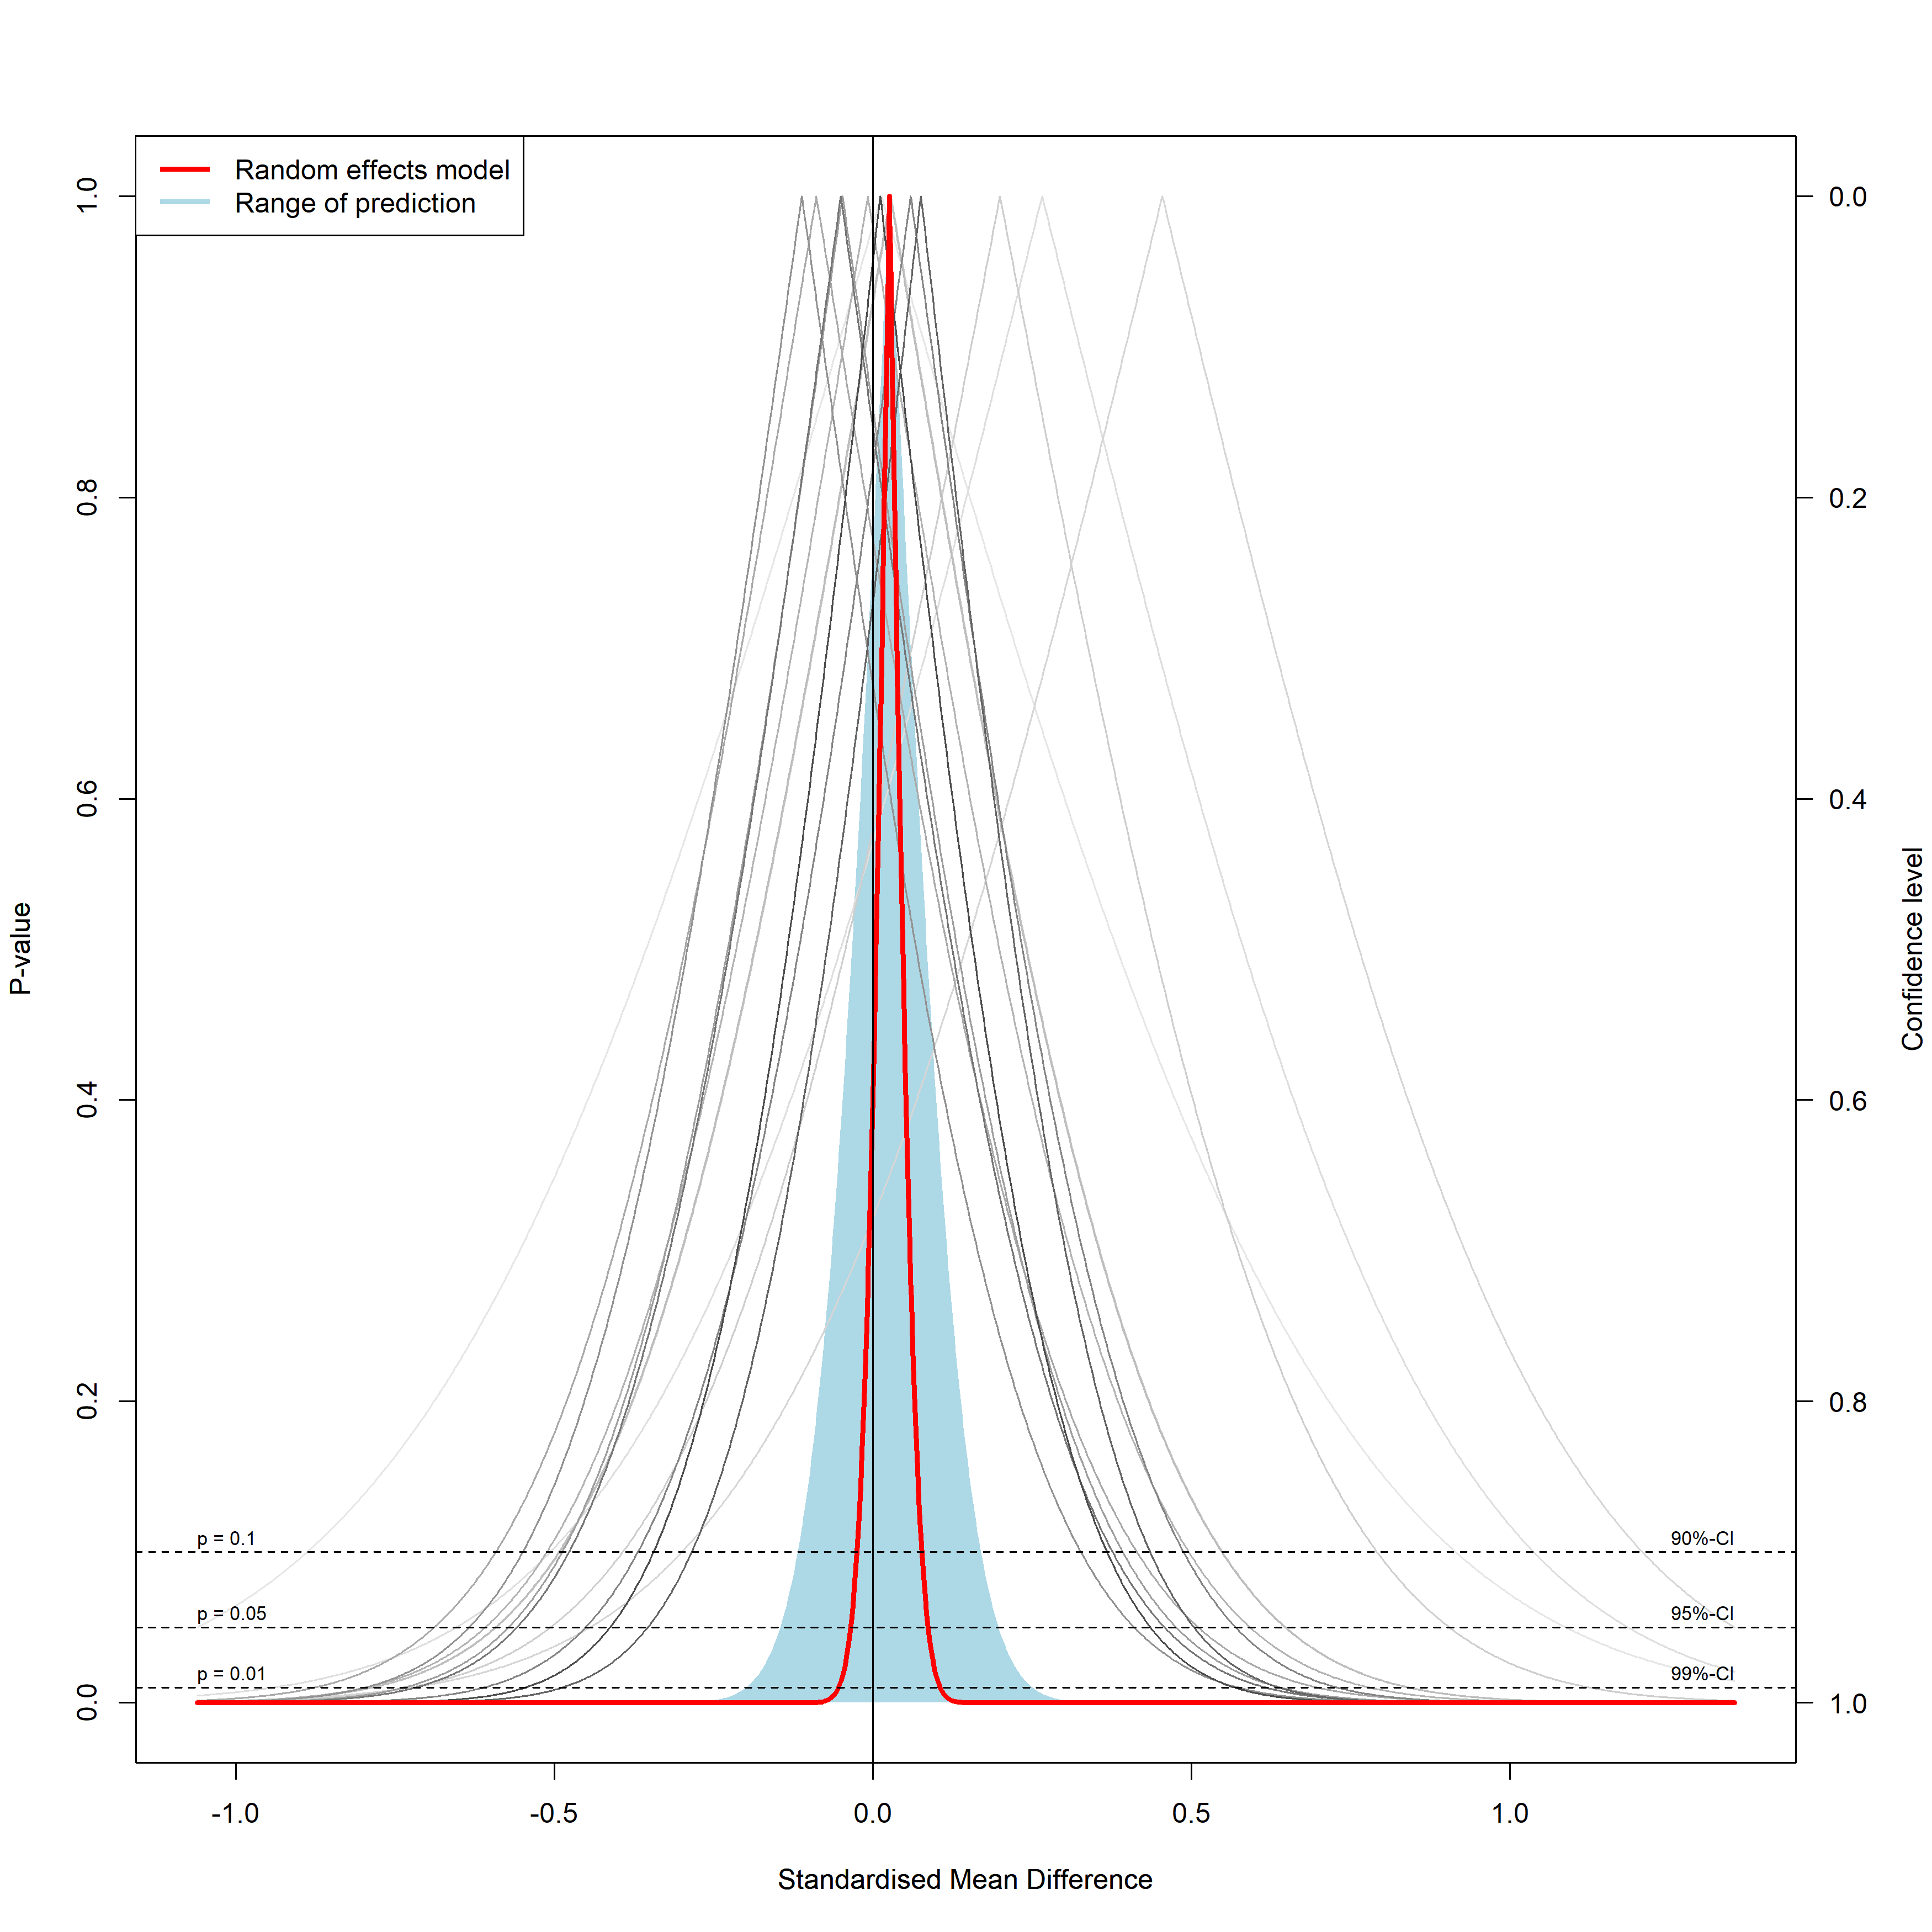 Random effects model
Range of prediction
1.0
0.8
0.6
0.4
0.2
0.0
P-value
0.0
0.2
0.4
0.6
0.8
1.0
Confidence level
p = 0.1
90%-CI
p = 0.05
95%-CI
p = 0.01
99%-CI
-1.0
-0.5
0.0
0.5
1.0
Standardised Mean Difference